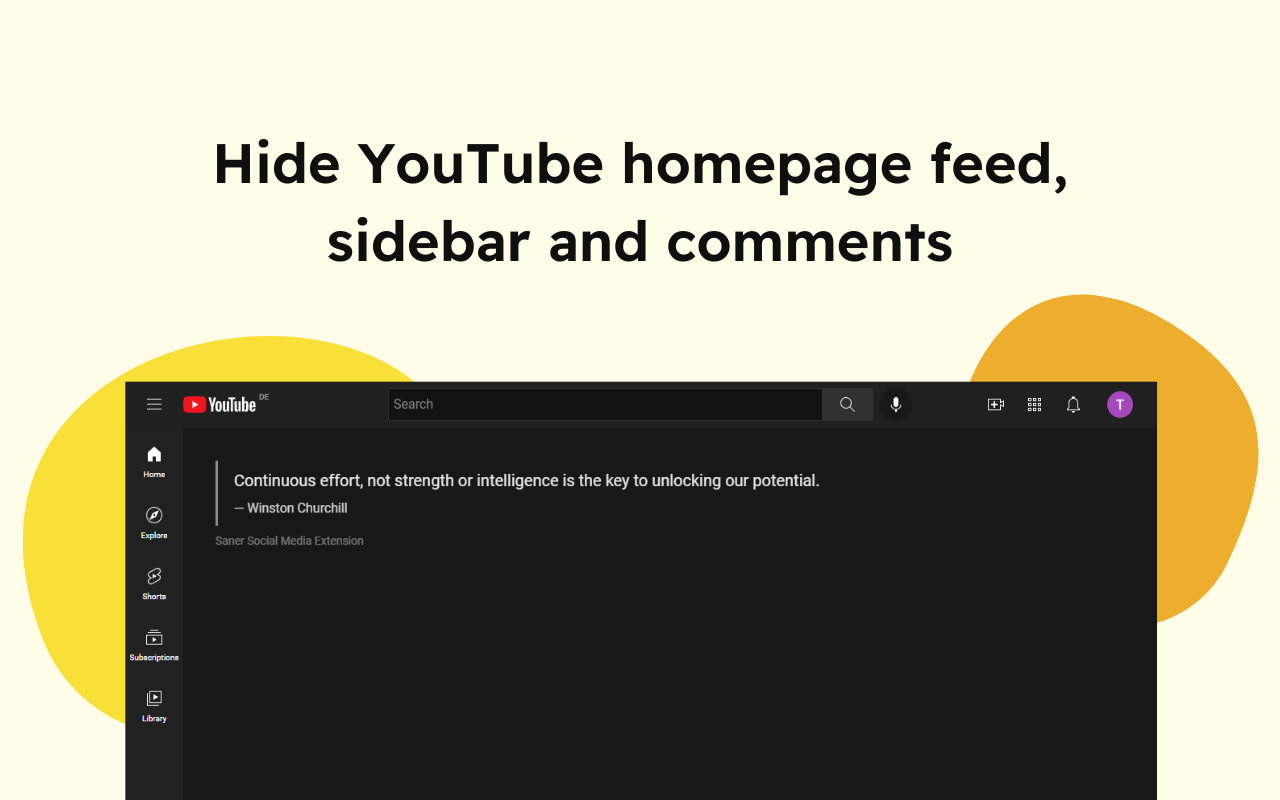 Hide YouTube homepage feed,
sidebar and comments
YouTube DE
Search
T
Home
Continuous effort, not strength or intelligence is the key to unlocking our potential.
— Winston Churchill
Explore
Saner Social Media Extension
Shorts
Subscriptions
Library